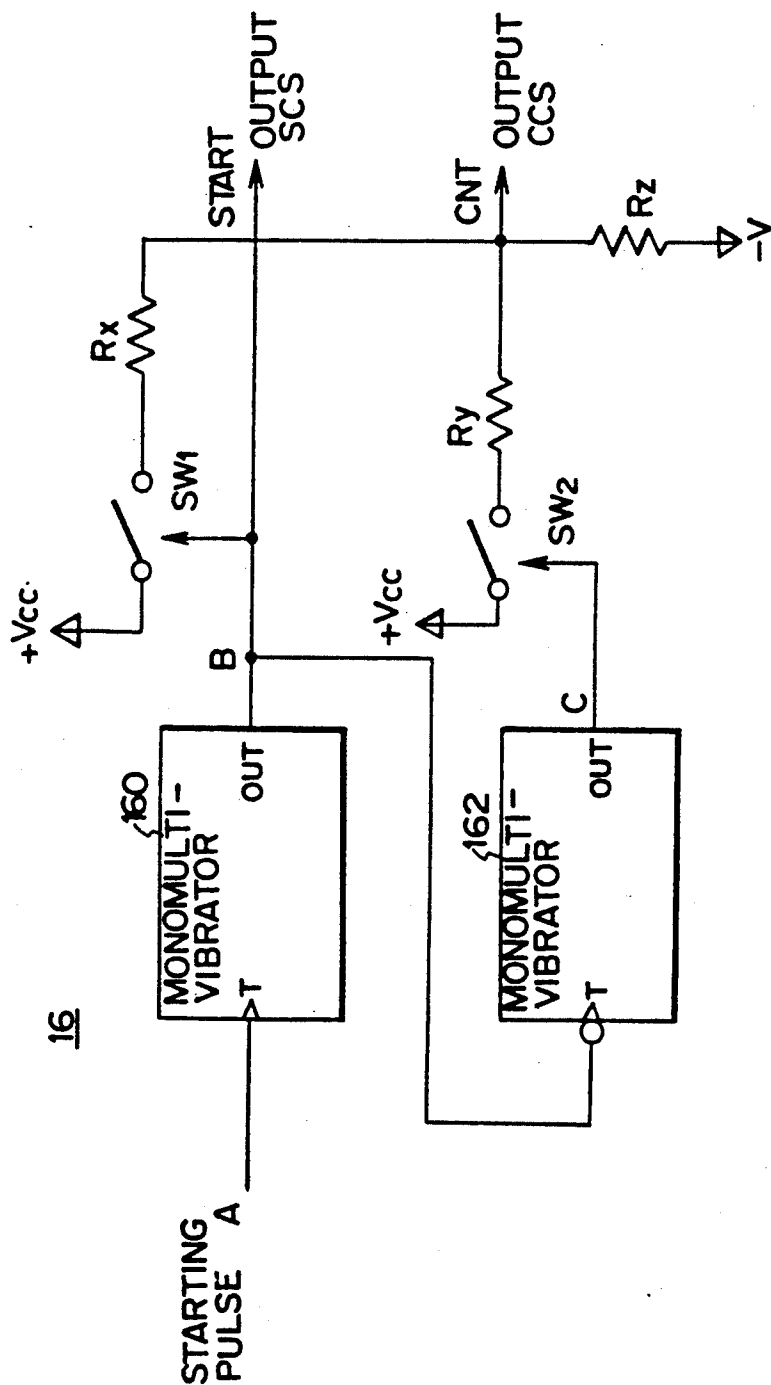 16
STARTING
PULSE A
160
MONOMULTI-
VIBRATOR
T
OUT
B
+Vcc
SW1
Rx
START
OUTPUT
SCS
162
MONOMULTI-
VIBRATOR
T
OUT
C
+Vcc
SW2
Ry
CNT
OUTPUT
CCS
Rz
-V